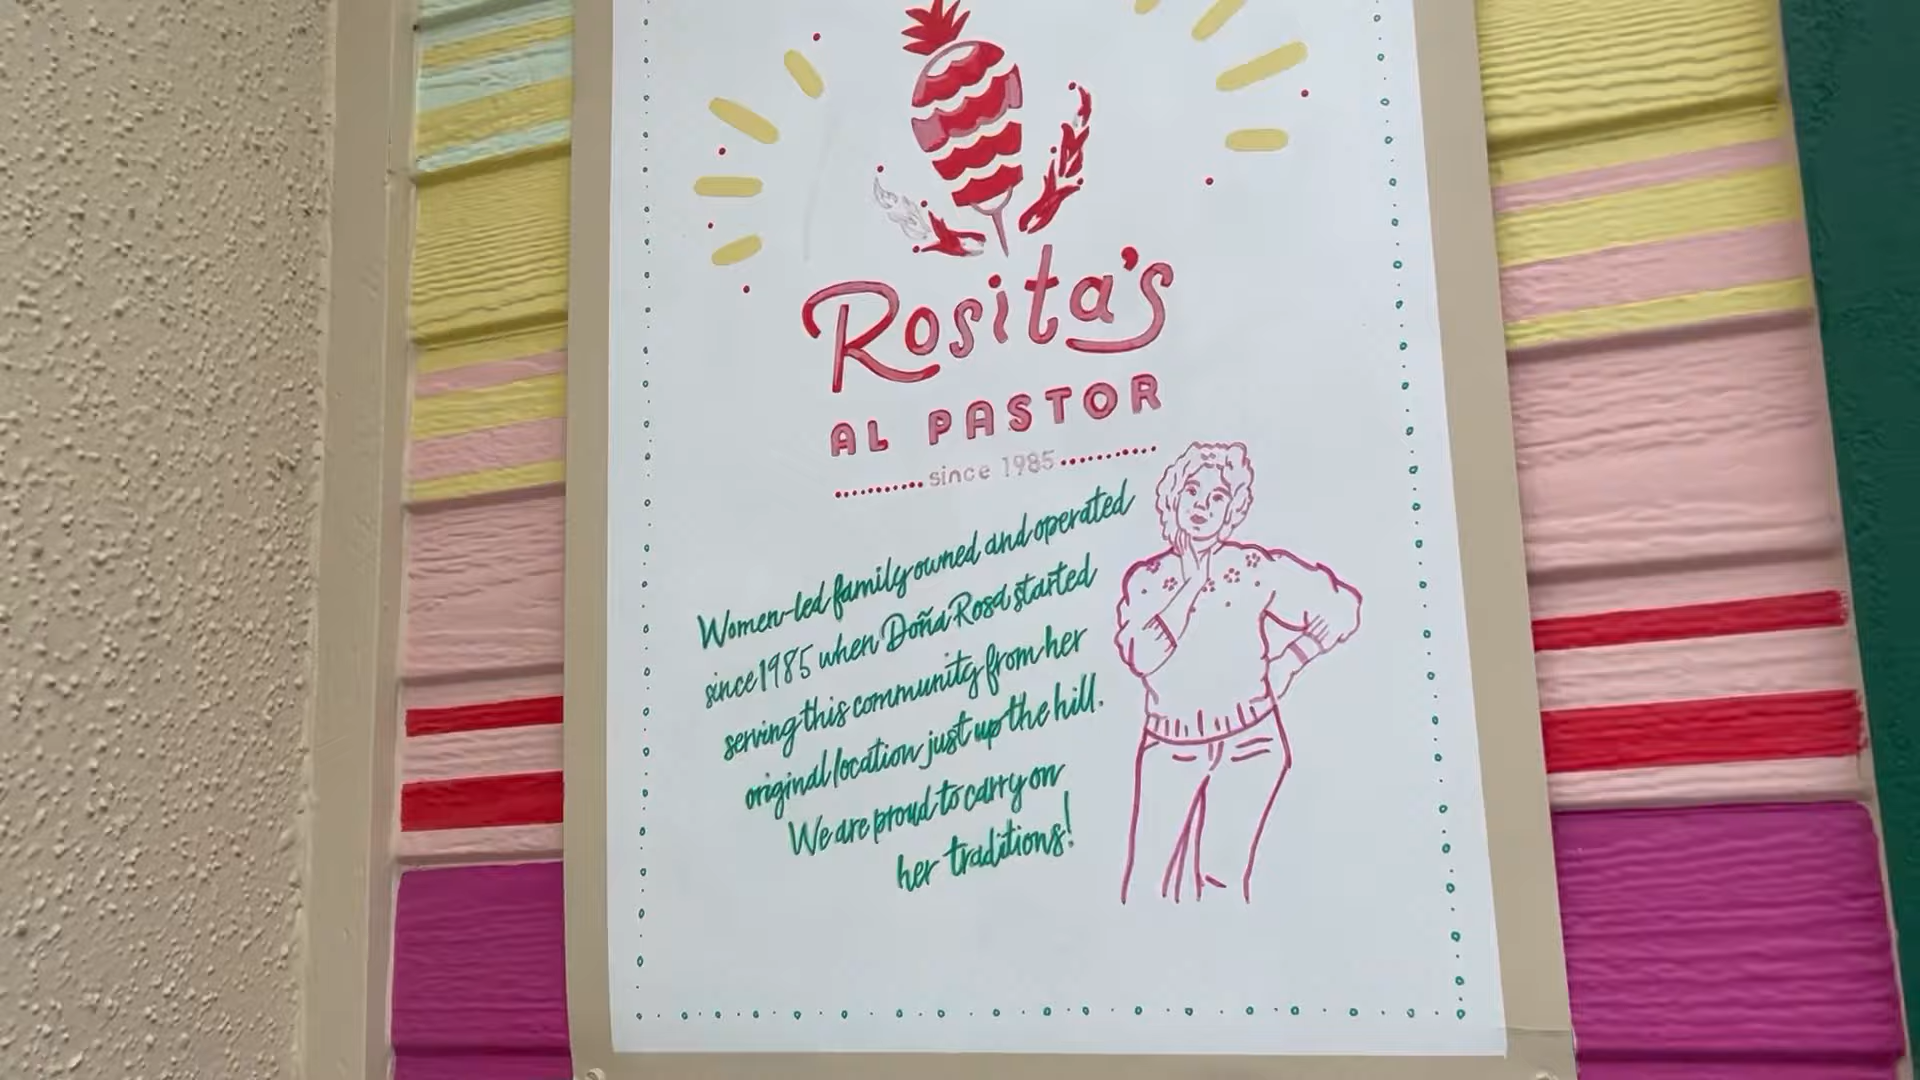 Rosita's
AL PASTOR
since 1985
Women-led family owned and operated
since 1985 when Doña Rosa started
serving this community from her
original location just up the hill.
We are proud to carry on
her traditions!